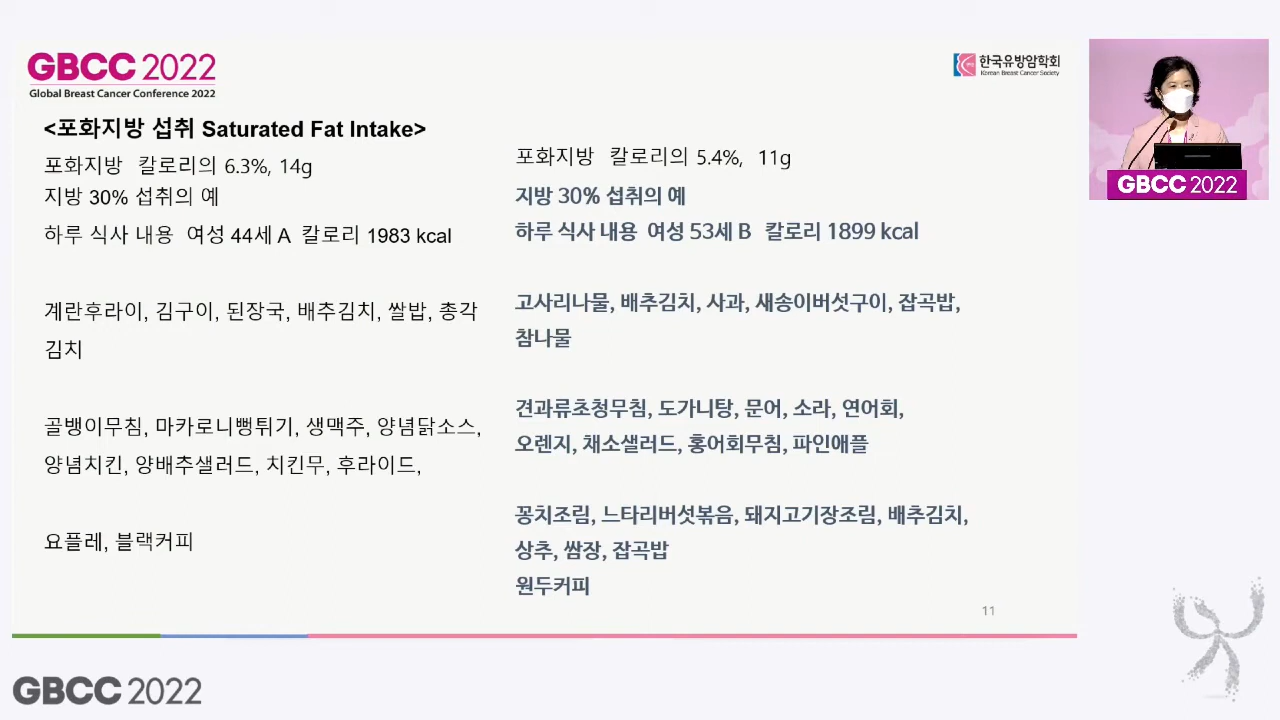 GBCC 2022
Global Breast Cancer Conference 2022
한국유방암학회
Korean Breast Cancer Society
<포화지방 섭취 Saturated Fat Intake>
포화지방 칼로리의 6.3%, 14g
지방 30% 섭취의 예
하루 식사 내용 여성 44세 A 칼로리 1983 kcal
계란후라이, 김구이, 된장국, 배추김치, 쌀밥, 총각
김치
골뱅이무침, 마카로니뻥튀기, 생맥주, 양념닭소스,
양념치킨, 양배추샐러드, 치킨무, 후라이드,
요플레, 블랙커피
포화지방 칼로리의 5.4%, 11g
지방 30% 섭취의 예
하루 식사 내용 여성 53세 B 칼로리 1899 kcal
고사리나물, 배추김치, 사과, 새송이버섯구이, 잡곡밥,
참나물
견과류초청무침, 도가니탕, 문어, 소라, 연어회,
오렌지, 채소샐러드, 홍어회무침, 파인애플
꽁치조림, 느타리버섯볶음, 돼지고기장조림, 배추김치,
상추, 쌈장, 잡곡밥
원두커피
11
GBCC 2022
GBCC 2022